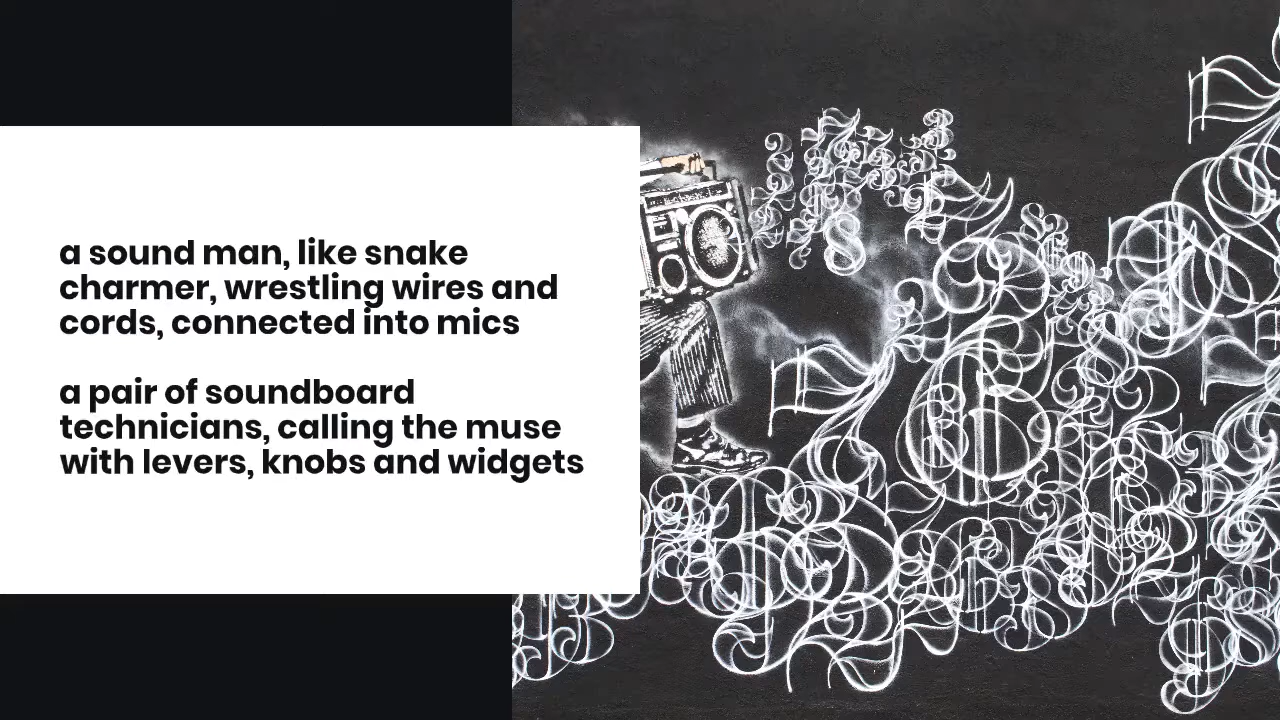 a sound man, like snake
charmer, wrestling wires and
cords, connected into mics
a pair of soundboard
technicians, calling the muse
with levers, knobs and widgets